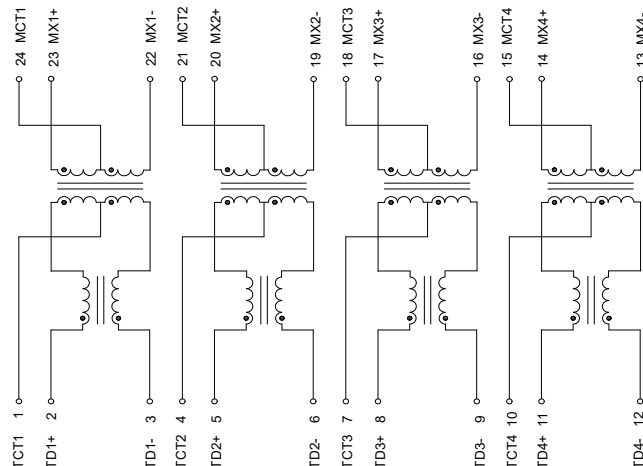 24 MCT1
23 MX1+
22 MX1-
21 MCT2
20 MX2+
19 MX2-
18 MCT3
17 MX3+
16 MX3-
15 MCT4
14 MX4+
13 MX4-
TCT1 1
TD1+ 2
TD1- 3
TCT2 4
TD2+ 5
TD2- 6
TCT3 7
TD3+ 8
TD3- 9
TCT4 10
TD4+ 11
TD4- 12